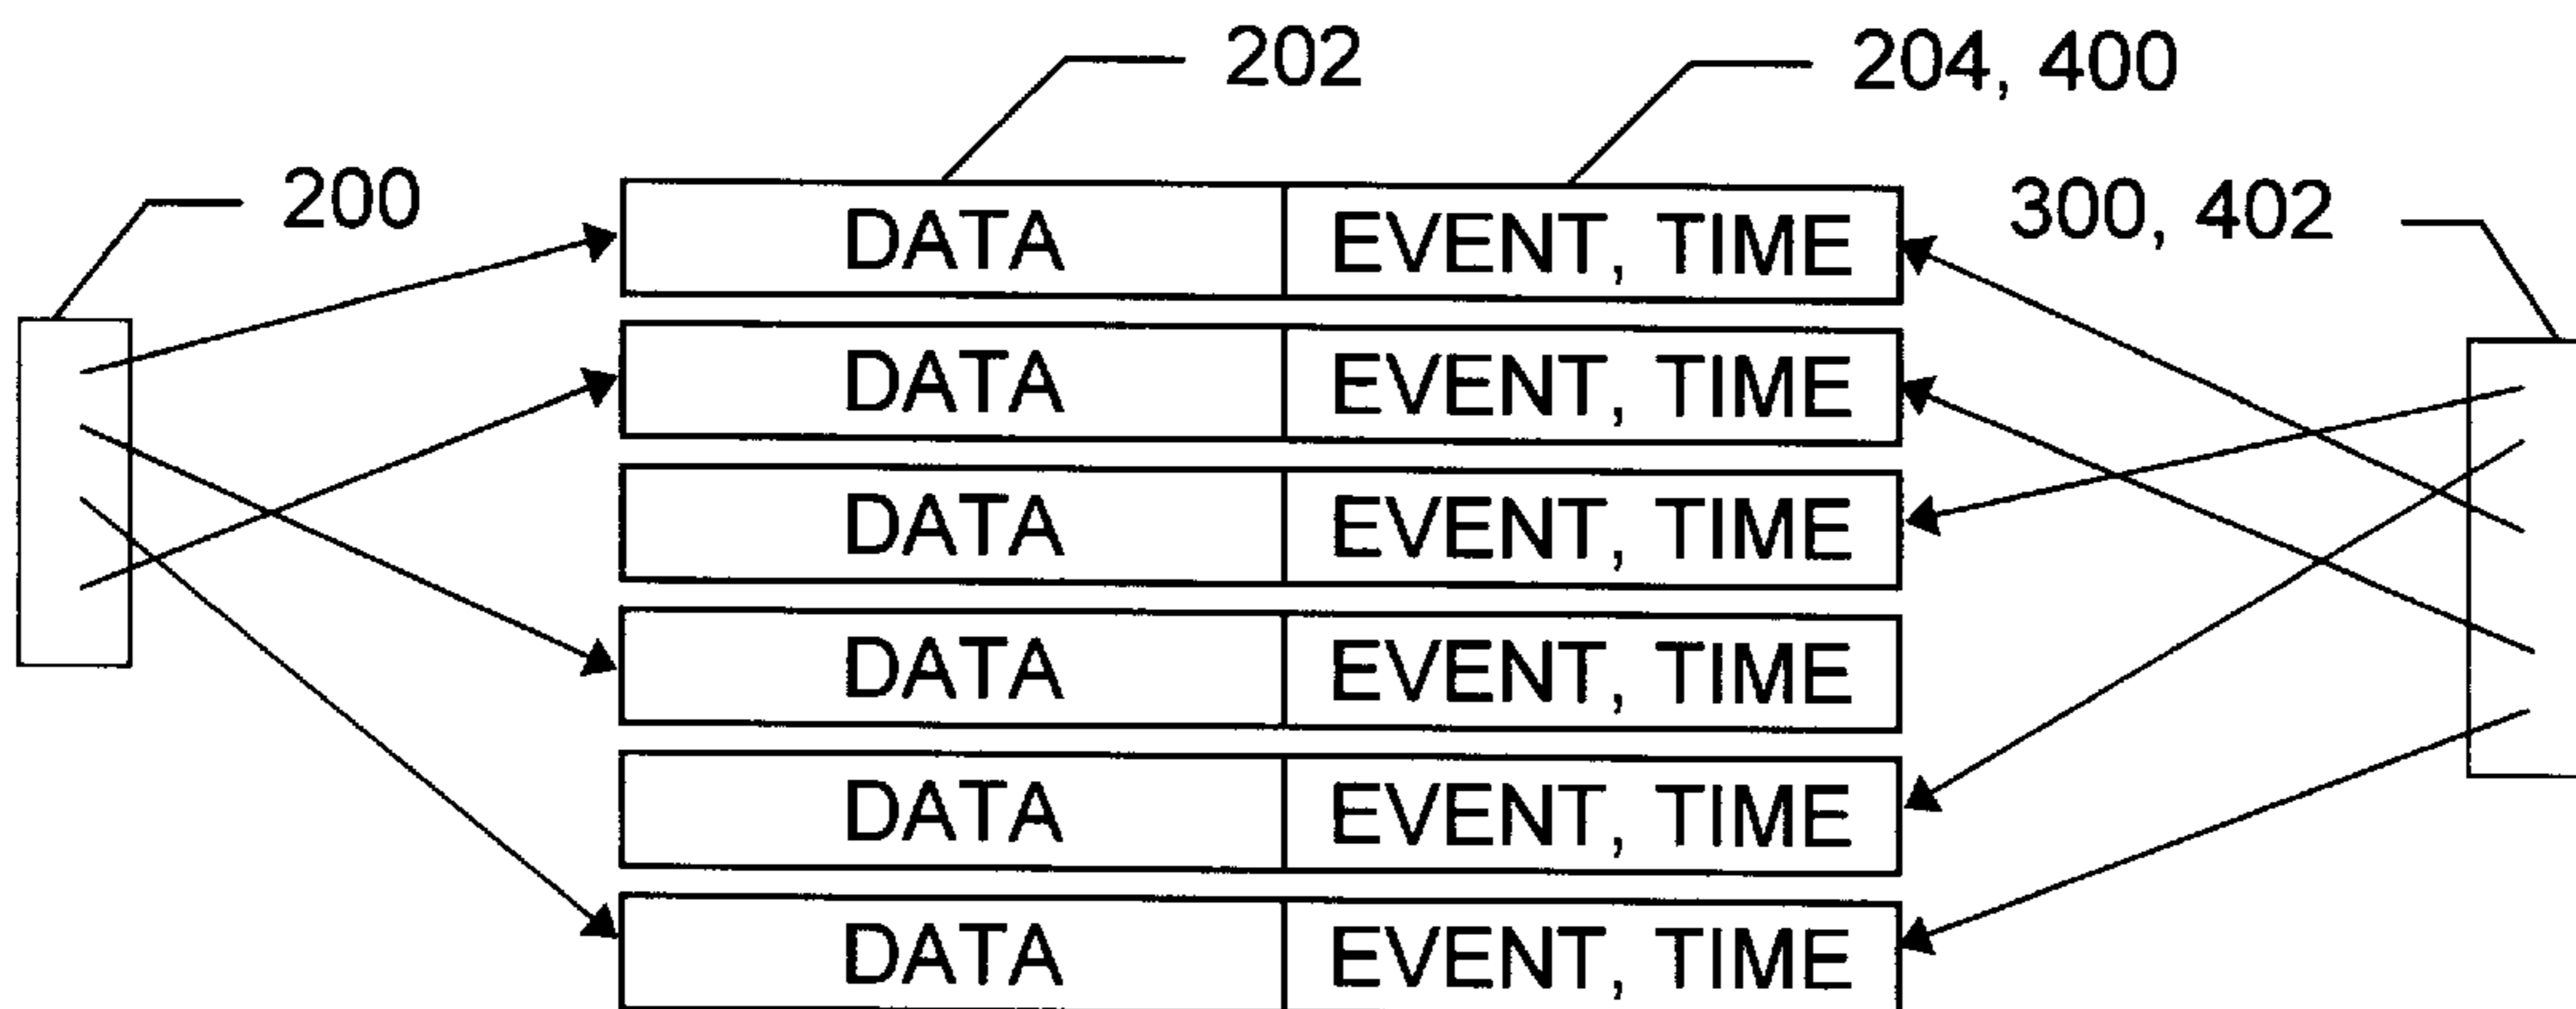 202
204, 400
200
300, 402
DATA EVENT, TIME
DATA EVENT, TIME
DATA EVENT, TIME
DATA EVENT, TIME
DATA EVENT, TIME
DATA EVENT, TIME